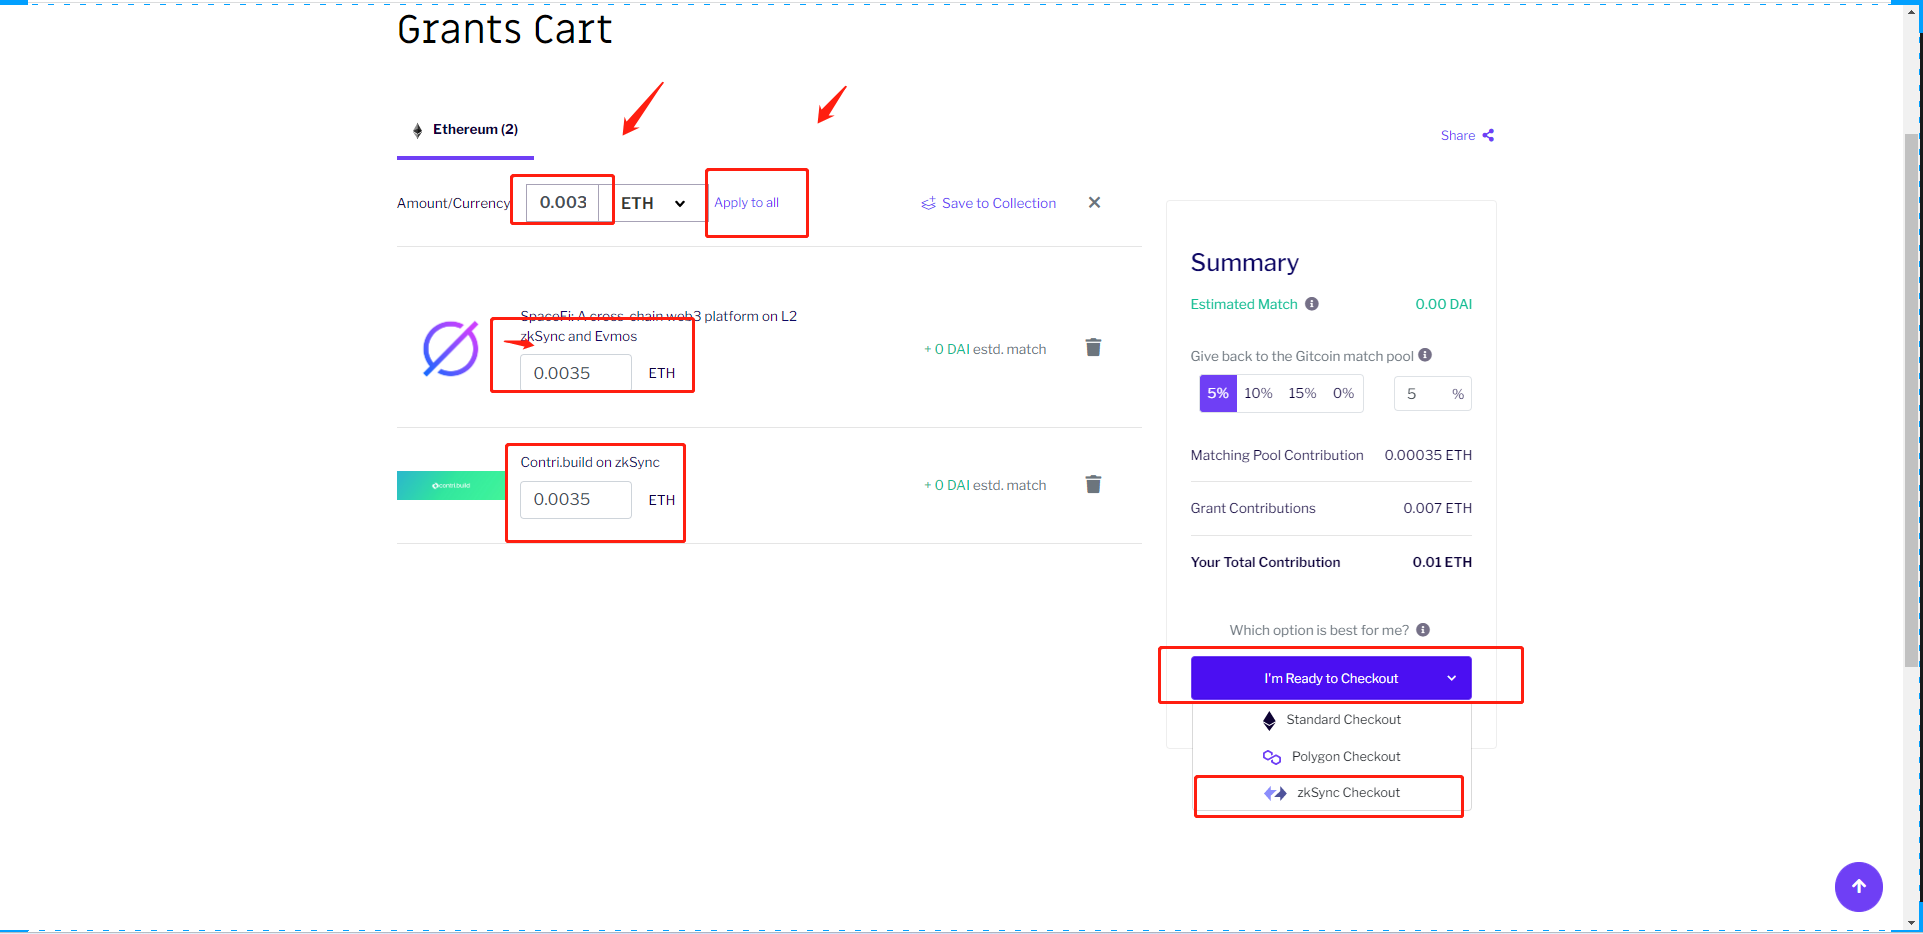 Grants Cart
Ethereum (2)
Share
Amount/Currency
0.003
ETH
Apply to all
Save to Collection
SpaceFi: A cross-chain web3 platform on L2
zkSync and Evmos
0.0035
ETH
+ 0 DAI estd. match
Contri.build on zkSync
contri.build
0.0035
ETH
+ 0 DAI estd. match
Summary
Estimated Match
0.00 DAI
Give back to the Gitcoin match pool
5%
10%
15%
0%
5
%
Matching Pool Contribution
0.00035 ETH
Grant Contributions
0.007 ETH
Your Total Contribution
0.01 ETH
Which option is best for me?
I'm Ready to Checkout
Standard Checkout
Polygon Checkout
zkSync Checkout